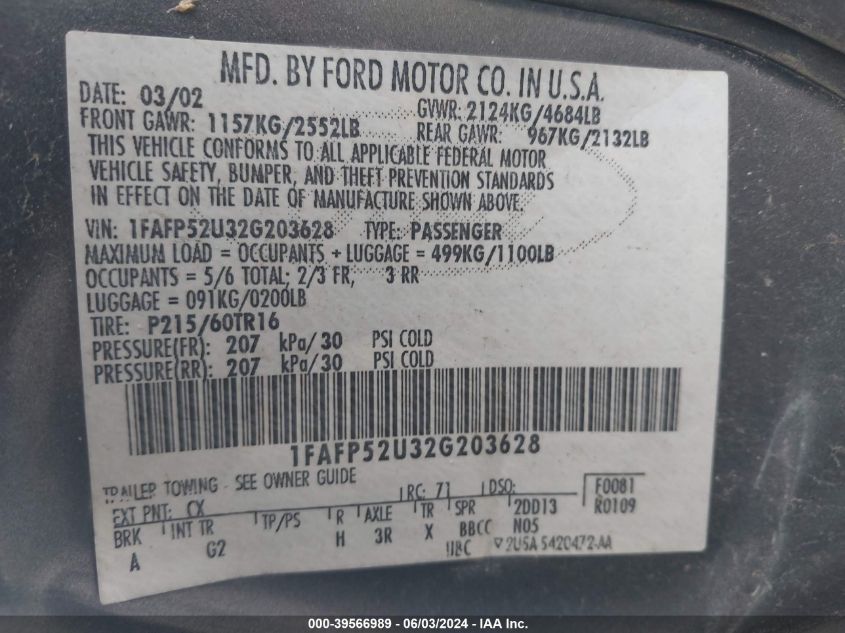 MFD. BY FORD MOTOR CO. IN U.S.A.
DATE: 03/02 GVWR: 2124KG/4684LB
FRONT GAWR: 1157KG/2552LB REAR GAWR: 967KG/2132LB
THIS VEHICLE CONFORMS TO ALL APPLICABLE FEDERAL MOTOR
VEHICLE SAFETY, BUMPER, AND THEFT PREVENTION STANDARDS
IN EFFECT ON THE DATE OF MANUFACTURE SHOWN ABOVE.
VIN: 1FAFP52U32G203628 TYPE: PASSENGER
MAXIMUM LOAD = OCCUPANTS + LUGGAGE = 499KG/1100LB
OCCUPANTS = 5/6 TOTAL; 2/3 FR, 3 RR
LUGGAGE = 091KG/0200LB
TIRE: P215/60TR16
PRESSURE(FR): 207 kPa/30 PSI COLD
PRESSURE(RR): 207 kPa/30 PSI COLD
1FAFP52U32G203628
TRAILER TOWING - SEE OWNER GUIDE
EXT PNT: CX RC: 71 DSO: F0081
BRK INT TR TP/PS R AXLE TR SPR 2DD13 R0109
A G2 H 3R X BBCC N05
UBC ▽2U5A 5420472-AA
000-39566989 - 06/03/2024 - IAAI Inc.